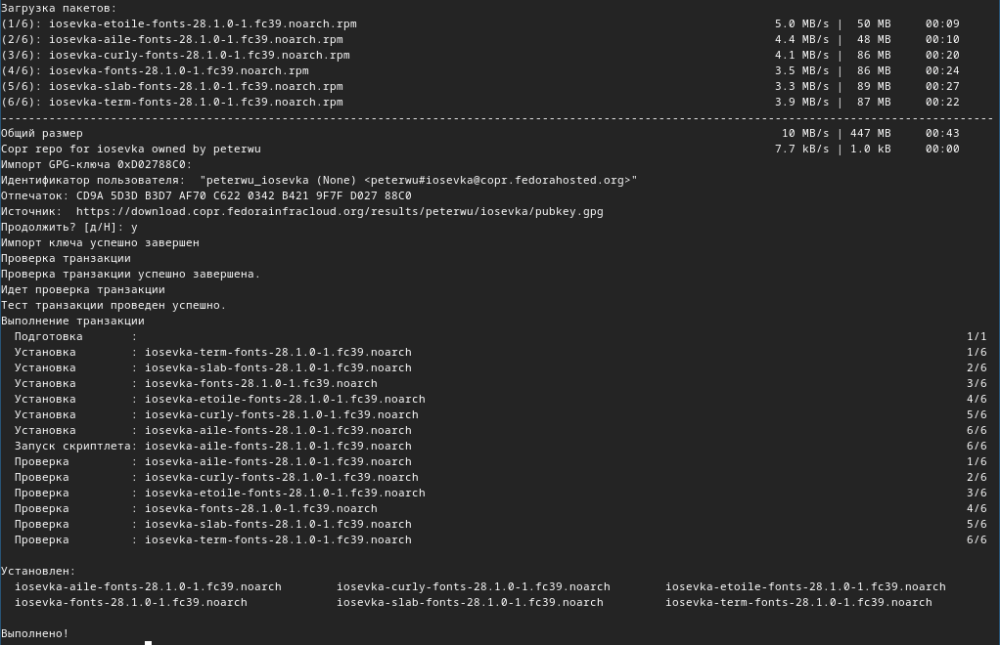 Загрузка пакетов:
(1/6): iosevka-etoile-fonts-28.1.0-1.fc39.noarch.rpm 5.0 MB/s | 50 MB 00:09
(2/6): iosevka-aile-fonts-28.1.0-1.fc39.noarch.rpm 4.4 MB/s | 48 MB 00:10
(3/6): iosevka-curly-fonts-28.1.0-1.fc39.noarch.rpm 4.1 MB/s | 86 MB 00:20
(4/6): iosevka-fonts-28.1.0-1.fc39.noarch.rpm 3.5 MB/s | 86 MB 00:24
(5/6): iosevka-slab-fonts-28.1.0-1.fc39.noarch.rpm 3.3 MB/s | 89 MB 00:27
(6/6): iosevka-term-fonts-28.1.0-1.fc39.noarch.rpm 3.9 MB/s | 87 MB 00:22
--------------------------------------------------------------------------------
Общий размер 10 MB/s | 447 MB 00:43
Copr repo for iosevka owned by peterwu 7.7 kB/s | 1.0 kB 00:00
Импорт GPG-ключа 0xD02788C0:
Идентификатор пользователя: "peterwu_iosevka (None) <peterwu#iosevka@copr.fedorahosted.org>"
Отпечаток: CD9A 5D3D B3D7 AF70 C622 0342 B421 9F7F D027 88C0
Источник: https://download.copr.fedorainfracloud.org/results/peterwu/iosevka/pubkey.gpg
Продолжить? [д/Н]: y
Импорт ключа успешно завершен
Проверка транзакции
Проверка транзакции успешно завершена.
Идет проверка транзакции
Тест транзакции проведен успешно.
Выполнение транзакции
Подготовка : 1/1
Установка : iosevka-term-fonts-28.1.0-1.fc39.noarch 1/6
Установка : iosevka-slab-fonts-28.1.0-1.fc39.noarch 2/6
Установка : iosevka-fonts-28.1.0-1.fc39.noarch 3/6
Установка : iosevka-etoile-fonts-28.1.0-1.fc39.noarch 4/6
Установка : iosevka-curly-fonts-28.1.0-1.fc39.noarch 5/6
Установка : iosevka-aile-fonts-28.1.0-1.fc39.noarch 6/6
Запуск скриптлета: iosevka-aile-fonts-28.1.0-1.fc39.noarch 6/6
Проверка : iosevka-aile-fonts-28.1.0-1.fc39.noarch 1/6
Проверка : iosevka-curly-fonts-28.1.0-1.fc39.noarch 2/6
Проверка : iosevka-etoile-fonts-28.1.0-1.fc39.noarch 3/6
Проверка : iosevka-fonts-28.1.0-1.fc39.noarch 4/6
Проверка : iosevka-slab-fonts-28.1.0-1.fc39.noarch 5/6
Проверка : iosevka-term-fonts-28.1.0-1.fc39.noarch 6/6
Установлен:
iosevka-aile-fonts-28.1.0-1.fc39.noarch iosevka-curly-fonts-28.1.0-1.fc39.noarch iosevka-etoile-fonts-28.1.0-1.fc39.noarch
iosevka-fonts-28.1.0-1.fc39.noarch iosevka-slab-fonts-28.1.0-1.fc39.noarch iosevka-term-fonts-28.1.0-1.fc39.noarch
Выполнено!